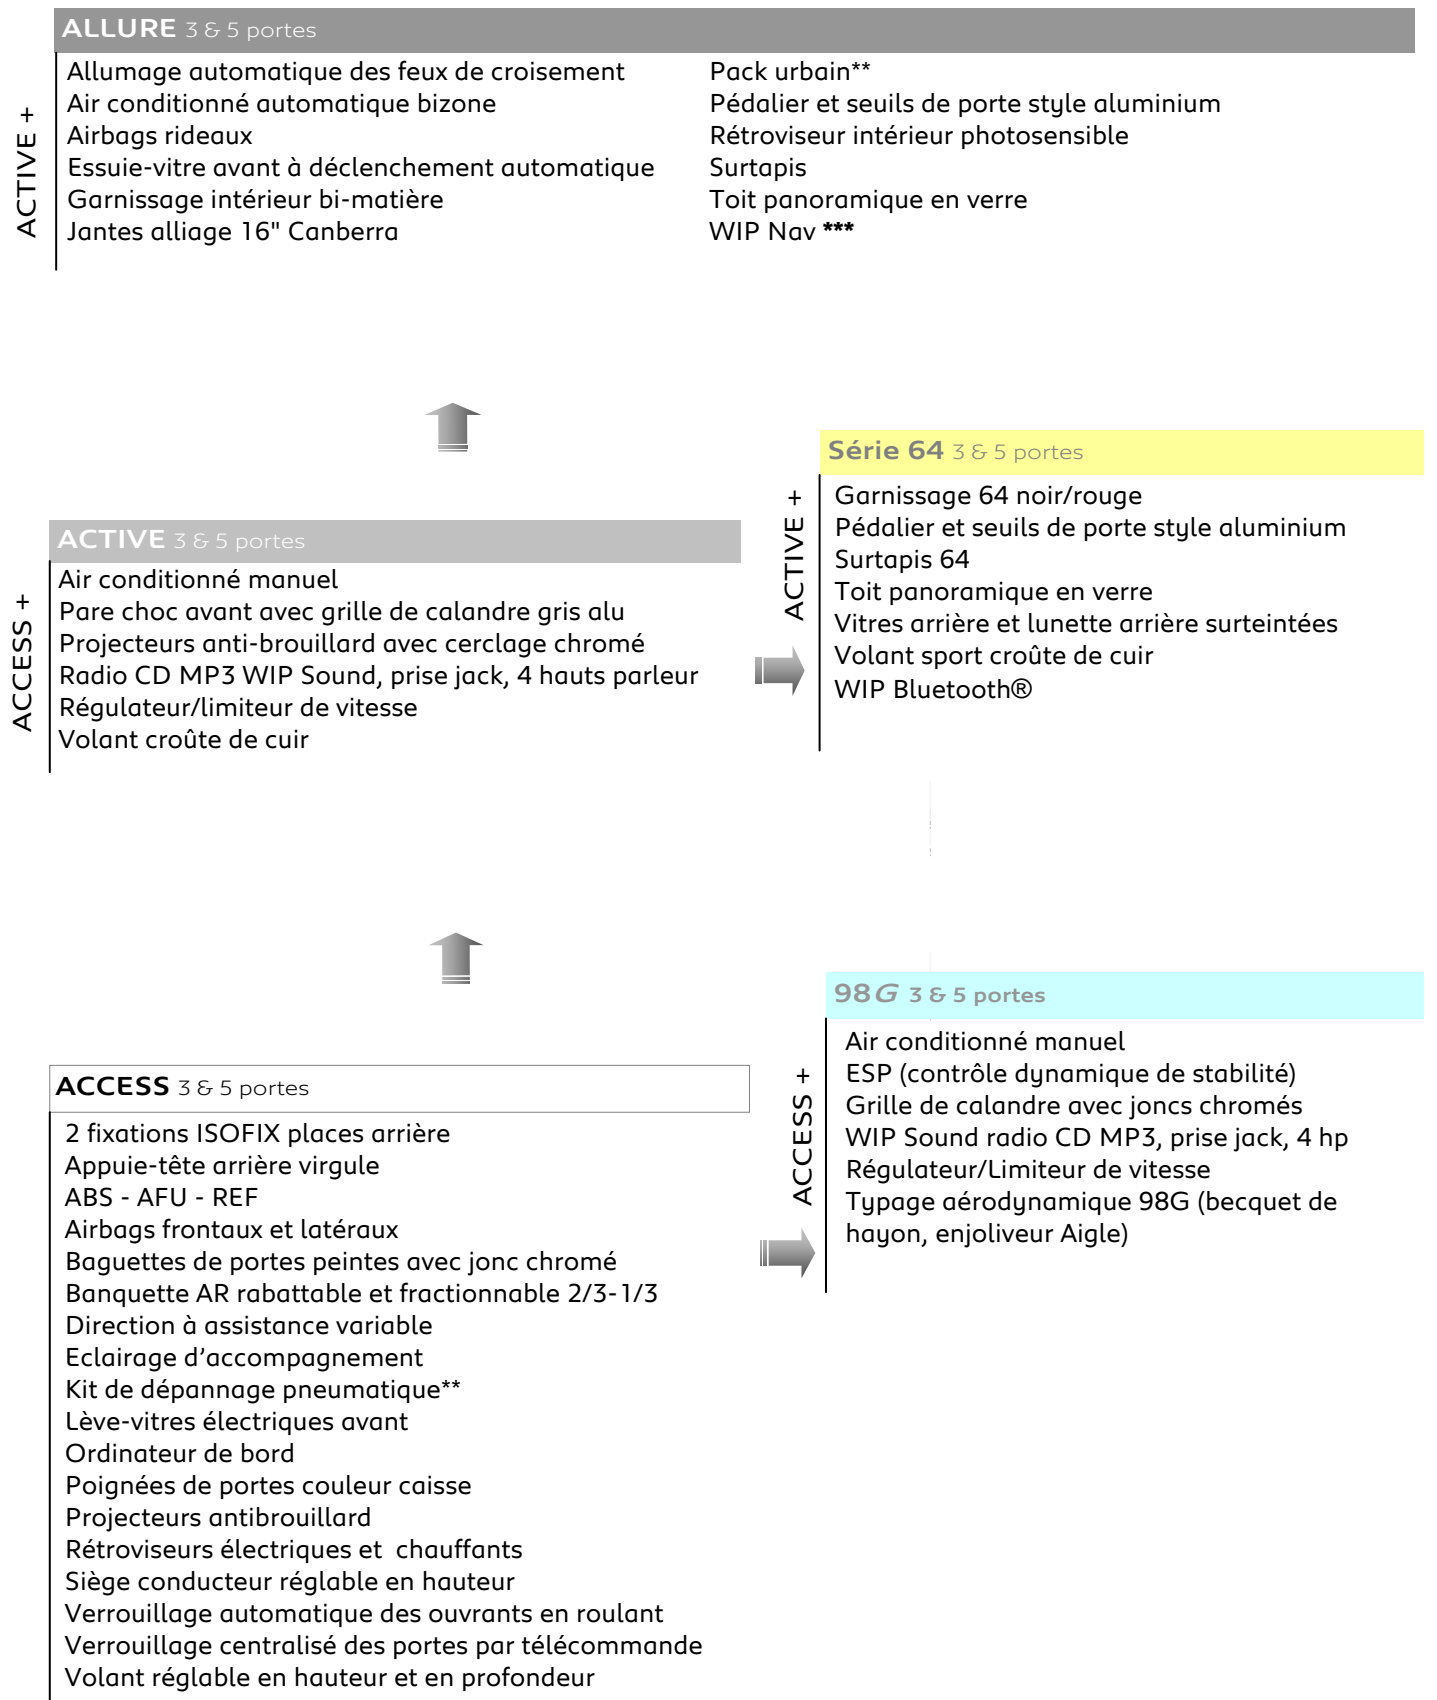 ALLURE 3 & 5 portes
ACTIVE +
Allumage automatique des feux de croisement
Air conditionné automatique bizone
Airbags rideaux
Essuie-vitre avant à déclenchement automatique
Garnissage intérieur bi-matière
Jantes alliage 16" Canberra
Pack urbain**
Pédalier et seuils de porte style aluminium
Rétroviseur intérieur photosensible
Surtapis
Toit panoramique en verre
WIP Nav ***
Série 64 3 & 5 portes
ACTIVE +
Garnissage 64 noir/rouge
Pédalier et seuils de porte style aluminium
Surtapis 64
Toit panoramique en verre
Vitres arrière et lunette arrière surteintées
Volant sport croûte de cuir
WIP Bluetooth®
ACTIVE 3 & 5 portes
ACCESS +
Air conditionné manuel
Pare choc avant avec grille de calandre gris alu
Projecteurs anti-brouillard avec cerclage chromé
Radio CD MP3 WIP Sound, prise jack, 4 hauts parleur
Régulateur/limiteur de vitesse
Volant croûte de cuir
98G 3 & 5 portes
ACCESS +
Air conditionné manuel
ESP (contrôle dynamique de stabilité)
Grille de calandre avec joncs chromés
WIP Sound radio CD MP3, prise jack, 4 hp
Régulateur/Limiteur de vitesse
Typage aérodynamique 98G (becquet de
hayon, enjoliveur Aigle)
ACCESS 3 & 5 portes
2 fixations ISOFIX places arrière
Appuie-tête arrière virgule
ABS - AFU - REF
Airbags frontaux et latéraux
Baguettes de portes peintes avec jonc chromé
Banquette AR rabattable et fractionnable 2/3-1/3
Direction à assistance variable
Eclairage d’accompagnement
Kit de dépannage pneumatique**
Lève-vitres électriques avant
Ordinateur de bord
Poignées de portes couleur caisse
Projecteurs antibrouillard
Rétroviseurs électriques et  chauffants
Siège conducteur réglable en hauteur
Verrouillage automatique des ouvrants en roulant
Verrouillage centralisé des portes par télécommande
Volant réglable en hauteur et en profondeur